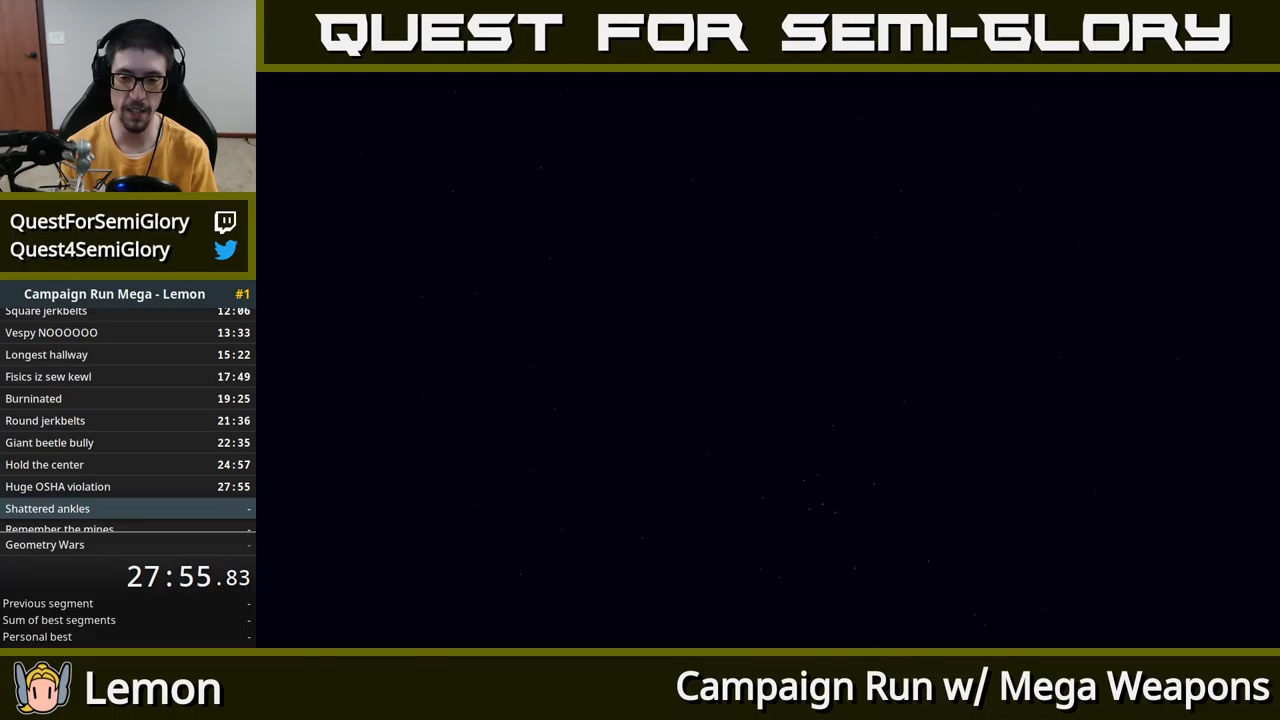 QUEST FOR SEMI-GLORY
QuestForSemiGlory
Quest4SemiGlory
Campaign Run Mega - Lemon #1
Square jerkbelts 12:06
Vespy NOOOOOO 13:33
Longest hallway 15:22
Fisics iz sew kewl 17:49
Burninated 19:25
Round jerkbelts 21:36
Giant beetle bully 22:35
Hold the center 24:57
Huge OSHA violation 27:55
Shattered ankles -
Remember the mines -
Geometry Wars -
27:55.83
Previous segment -
Sum of best segments -
Personal best -
Lemon
Campaign Run w/ Mega Weapons